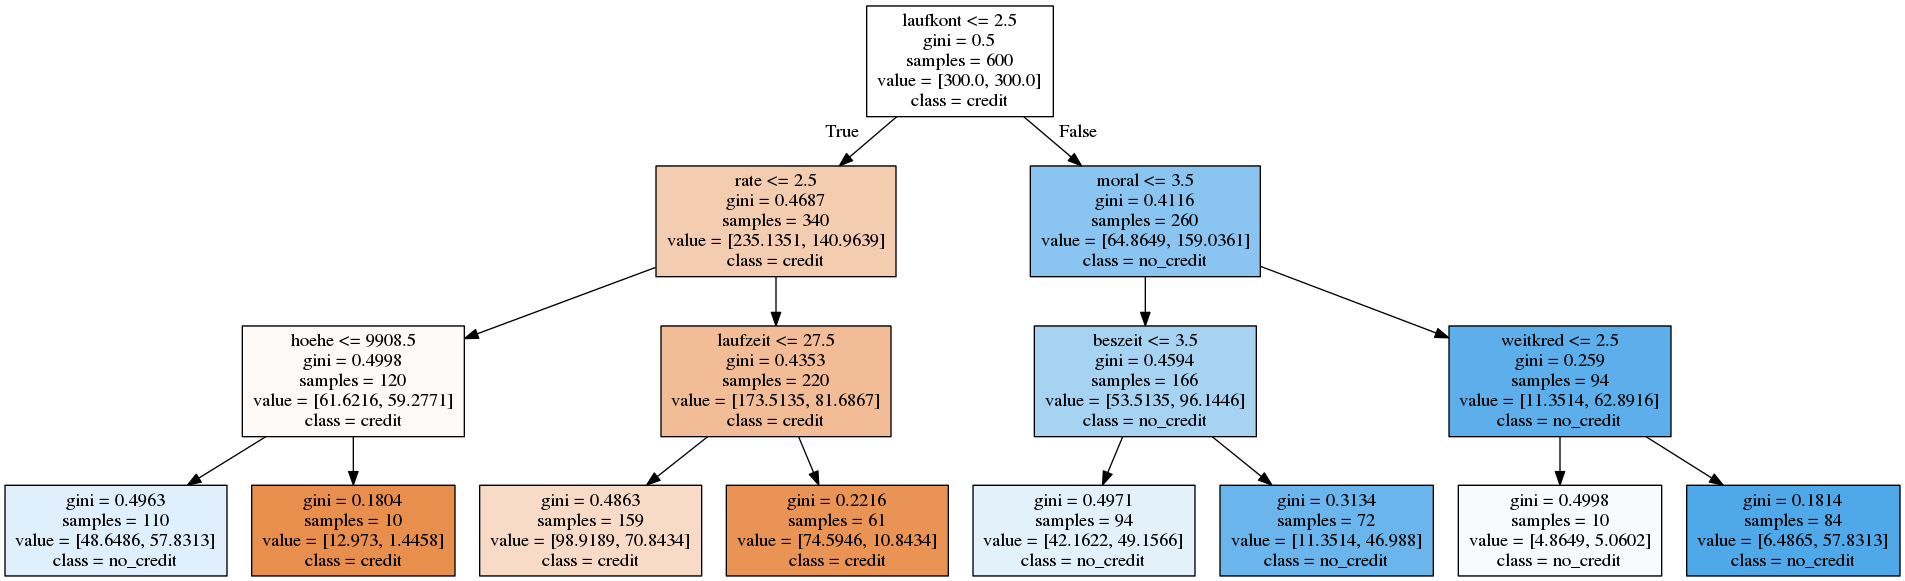 laufkont <= 2.5
gini = 0.5
samples = 600
value = [300.0, 300.0]
class = credit
True
False
rate <= 2.5
gini = 0.4687
samples = 340
value = [235.1351, 140.9639]
class = credit
moral <= 3.5
gini = 0.4116
samples = 260
value = [64.8649, 159.0361]
class = no_credit
hoehe <= 9908.5
gini = 0.4998
samples = 120
value = [61.6216, 59.2771]
class = credit
laufzeit <= 27.5
gini = 0.4353
samples = 220
value = [173.5135, 81.6867]
class = credit
beszeit <= 3.5
gini = 0.4594
samples = 166
value = [53.5135, 96.1446]
class = no_credit
weitkred <= 2.5
gini = 0.259
samples = 94
value = [11.3514, 62.8916]
class = no_credit
gini = 0.4963
samples = 110
value = [48.6486, 57.8313]
class = no_credit
gini = 0.1804
samples = 10
value = [12.973, 1.4458]
class = credit
gini = 0.4863
samples = 159
value = [98.9189, 70.8434]
class = credit
gini = 0.2216
samples = 61
value = [74.5946, 10.8434]
class = credit
gini = 0.4971
samples = 94
value = [42.1622, 49.1566]
class = no_credit
gini = 0.3134
samples = 72
value = [11.3514, 46.988]
class = no_credit
gini = 0.4998
samples = 10
value = [4.8649, 5.0602]
class = no_credit
gini = 0.1814
samples = 84
value = [6.4865, 57.8313]
class = no_credit